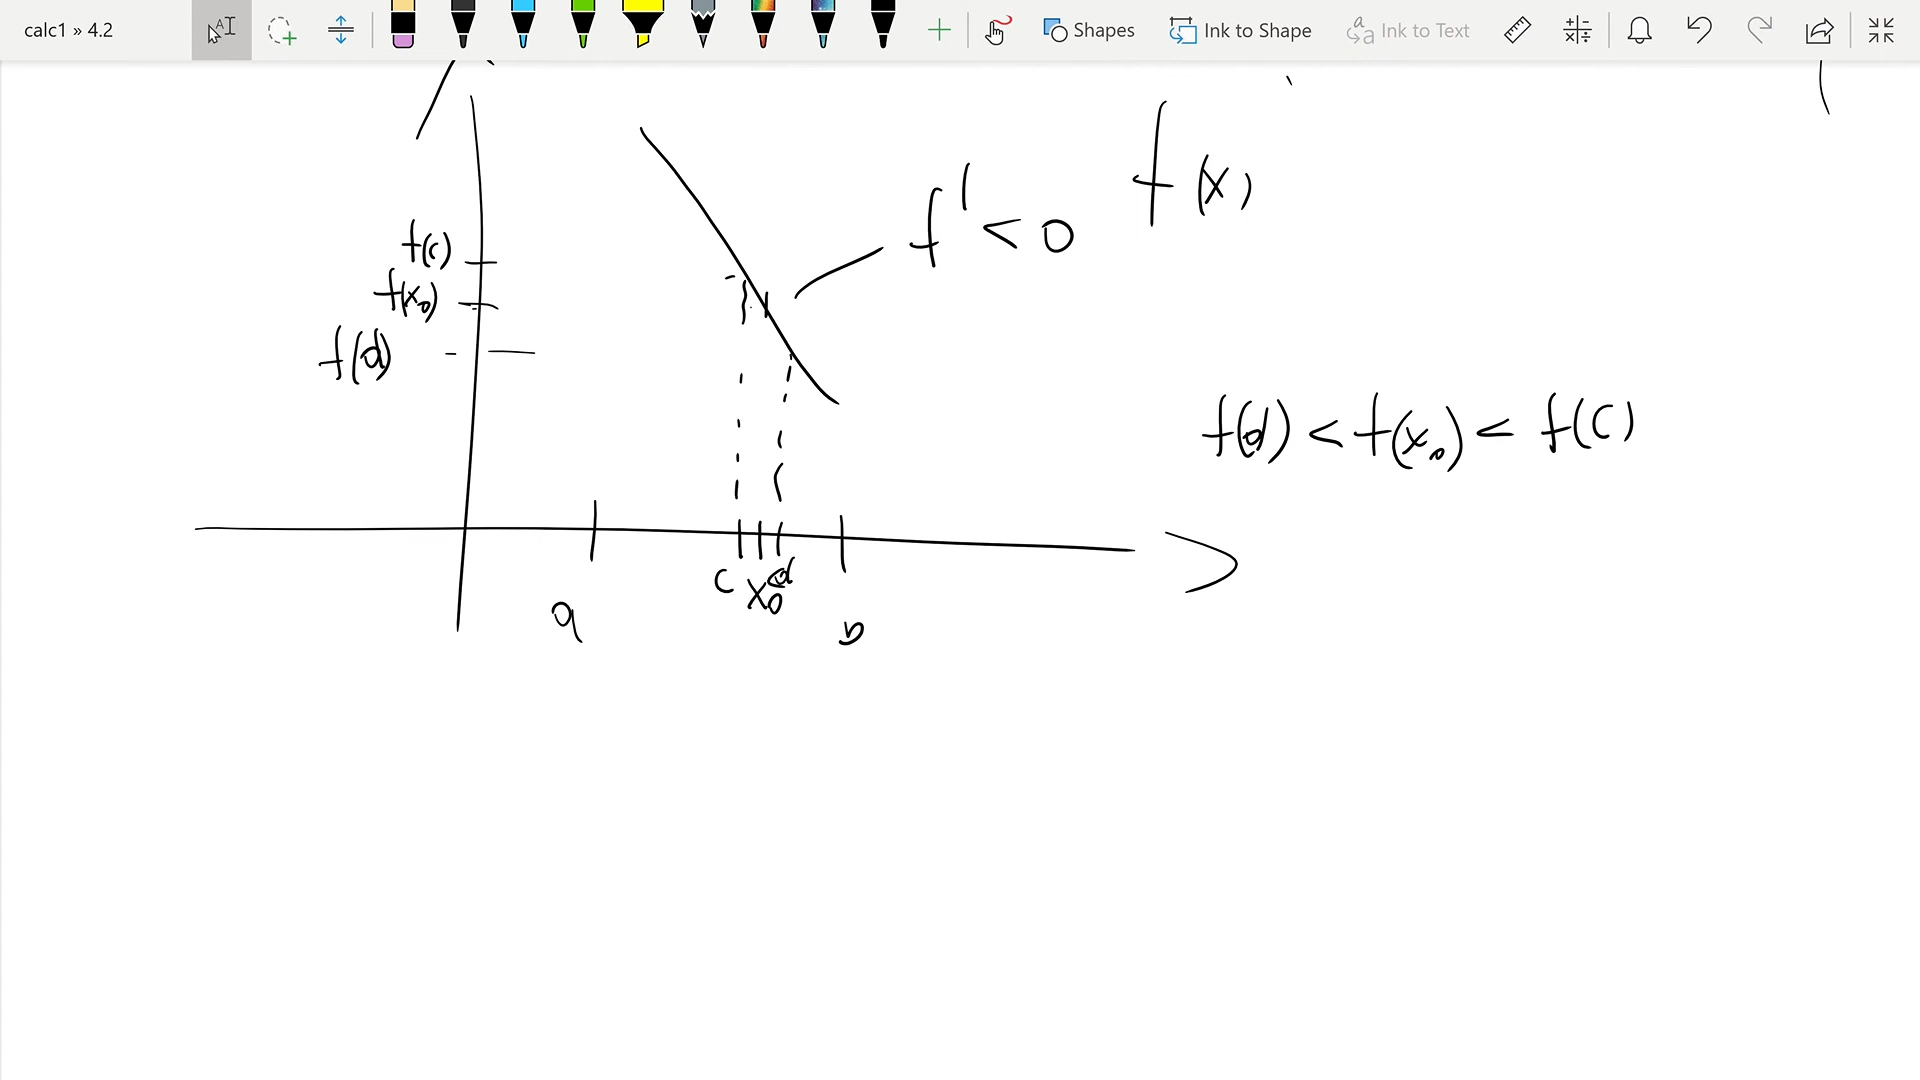 calc1 » 4.2
Shapes
Ink to Shape
Ink to Text
f(x)
f' < 0
f(c)
f(x₀)
f(d)
f(d) < f(x₀) < f(c)
c x₀ d
a b